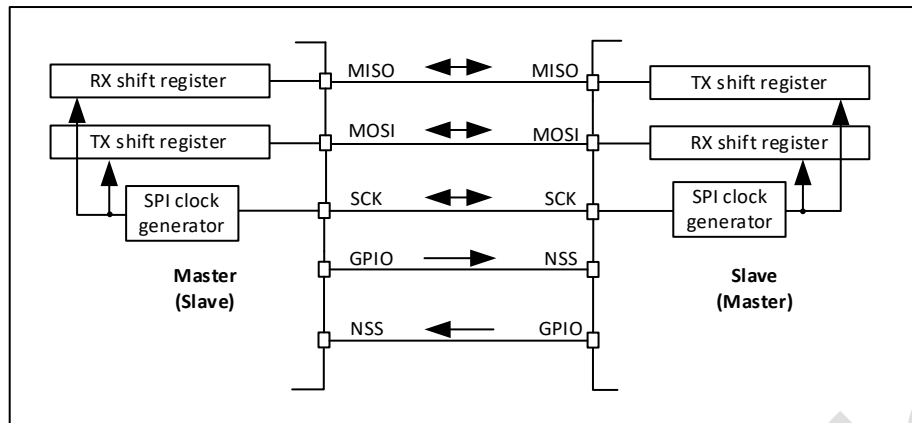 RX shift register
MISO MISO
TX shift register
TX shift register
MOSI MOSI
RX shift register
SPI clock
generator
SCK SCK
SPI clock
generator
Master
(Slave)
GPIO NSS
Slave
(Master)
NSS GPIO